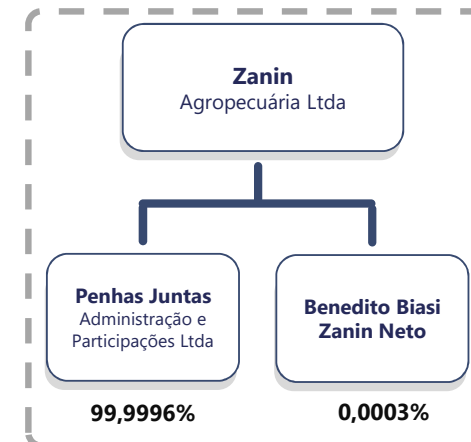 Zanin
Agropecuária Ltda
Penhas Juntas
Administração e
Participações Ltda
Benedito Biasi
Zanin Neto
99,9996%
0,0003%